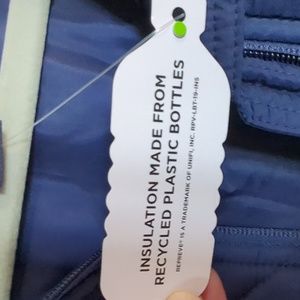 INSULATION MADE FROM
RECYCLED PLASTIC BOTTLES
REPREVE® IS A TRADEMARK OF UNIFI, INC. RPV-LBT-19-INS